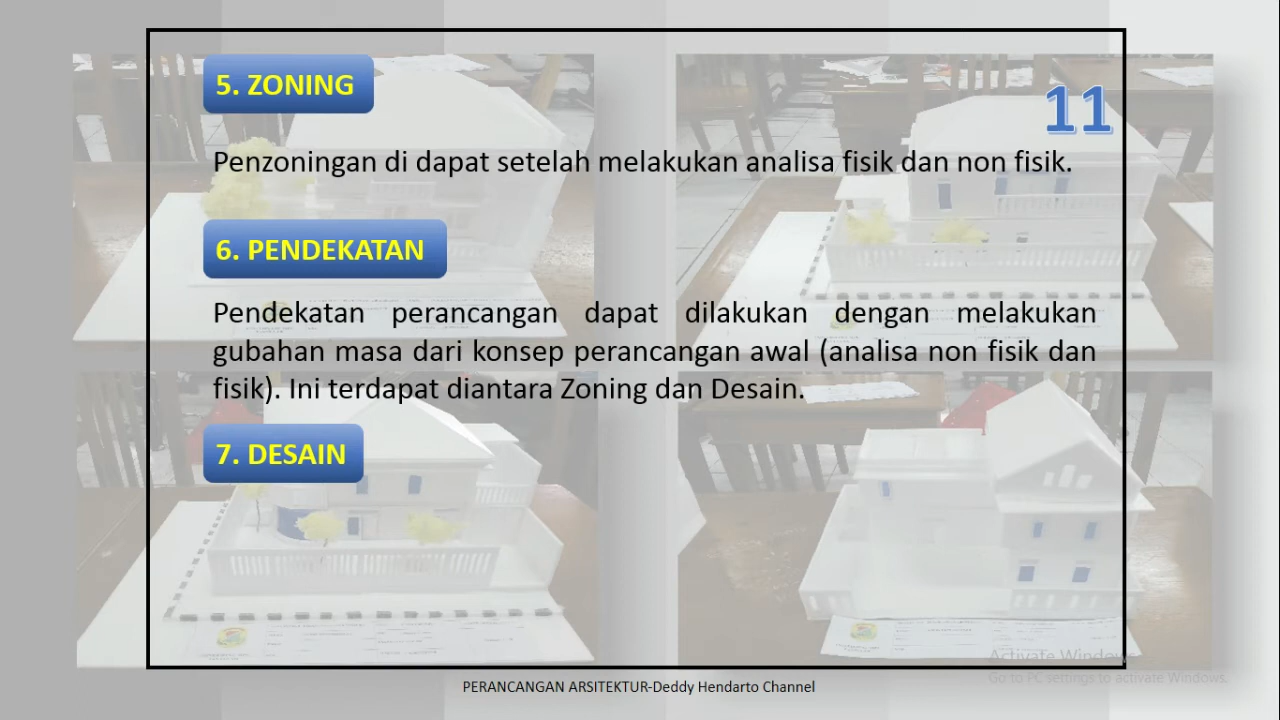 5. ZONING
11
Penzoningan di dapat setelah melakukan analisa fisik dan non fisik.
6. PENDEKATAN
Pendekatan perancangan dapat dilakukan dengan melakukan
gubahan masa dari konsep perancangan awal (analisa non fisik dan
fisik). Ini terdapat diantara Zoning dan Desain.
7. DESAIN
Activate Windows
Go to PC settings to activate Windows.
PERANCANGAN ARSITEKTUR-Deddy Hendarto Channel